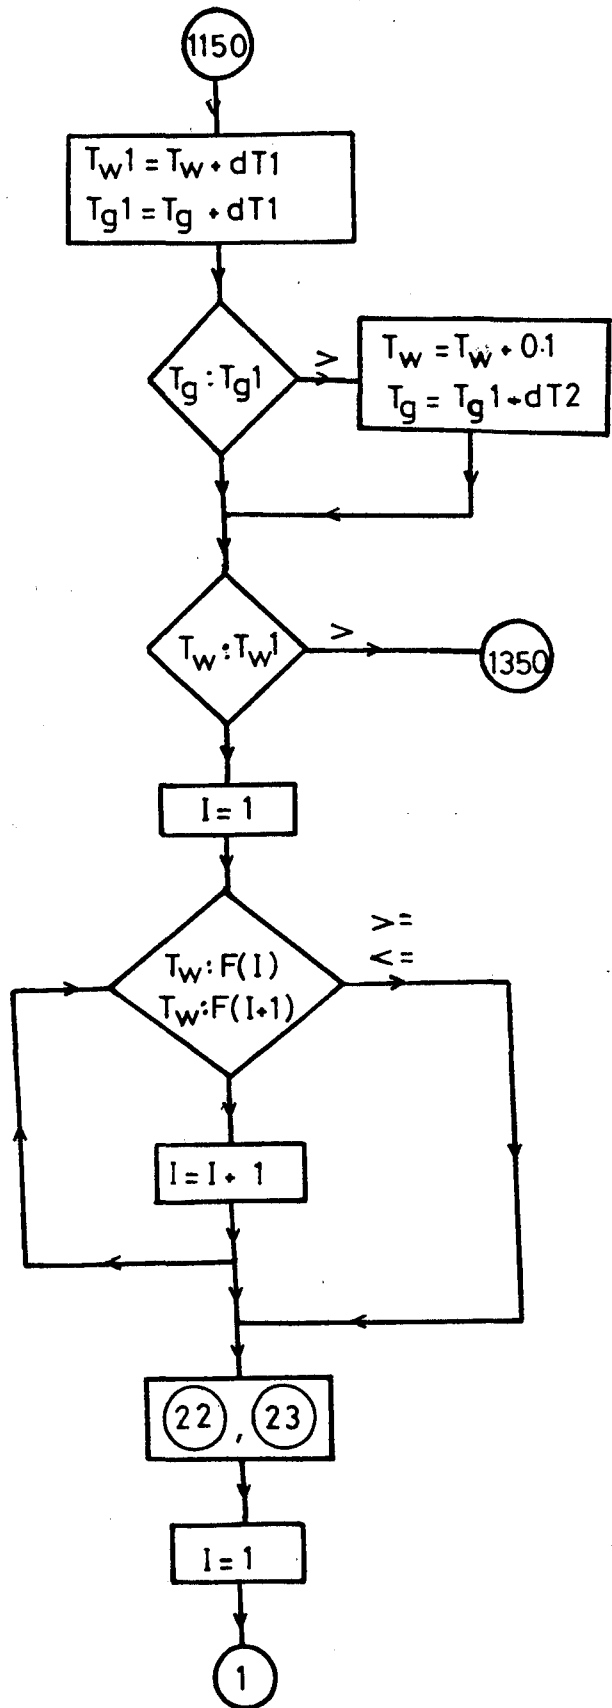 1150
Tw1 = Tw + dT1
Tg1 = Tg + dT1
Tg : Tg1
>
Tw = Tw + 0.1
Tg = Tg1 + dT2
Tw : Tw1
>
1350
I = 1
Tw : F(I)
Tw : F(I+1)
>=
<=
I = I + 1
22 , 23
I = 1
1